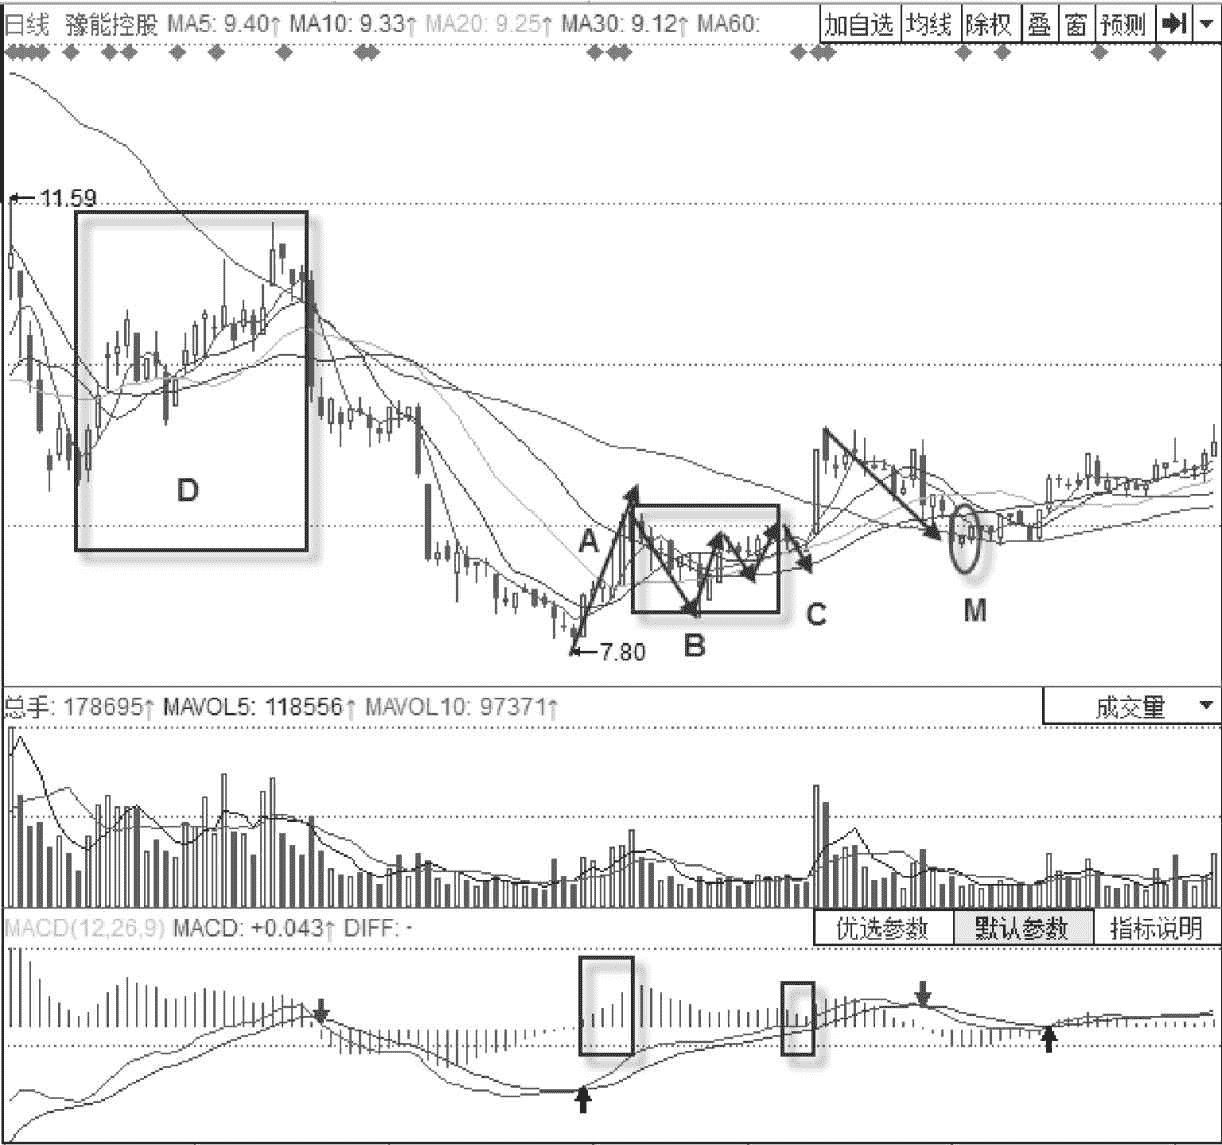 日线 豫能控股 MA5: 9.40↑ MA10: 9.33↑ MA20: 9.25↑ MA30: 9.12↑ MA60: 加自选 均线 除权 叠 窗 预测
11.59
D
A
B
C
M
7.80
总手: 178695↑ MAVOL5: 118556↑ MAVOL10: 97371↑ 成交量
MACD(12,26,9) MACD: +0.043↑ DIFF: - 优选参数 默认参数 指标说明